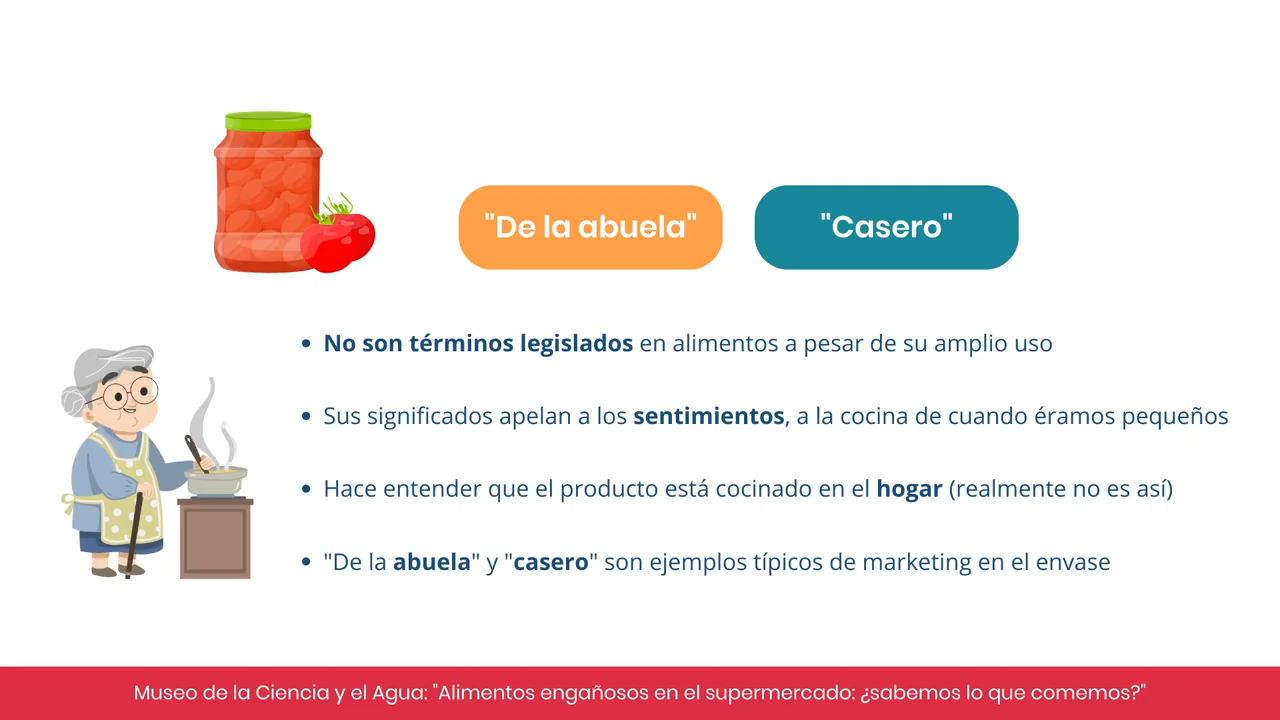 "De la abuela"
"Casero"
• No son términos legislados en alimentos a pesar de su amplio uso
• Sus significados apelan a los sentimientos, a la cocina de cuando éramos pequeños
• Hace entender que el producto está cocinado en el hogar (realmente no es así)
• "De la abuela" y "casero" son ejemplos típicos de marketing en el envase
Museo de la Ciencia y el Agua: "Alimentos engañosos en el supermercado: ¿sabemos lo que comemos?"